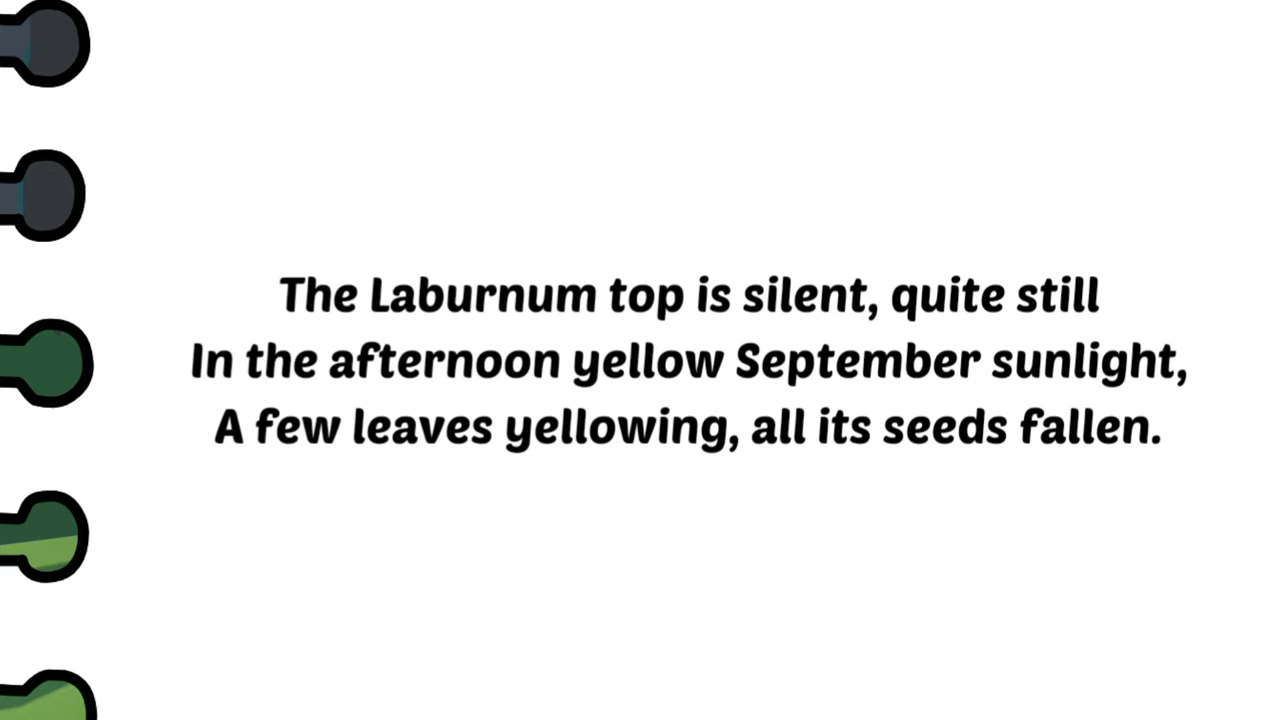 The Laburnum top is silent, quite still
In the afternoon yellow September sunlight,
A few leaves yellowing, all its seeds fallen.